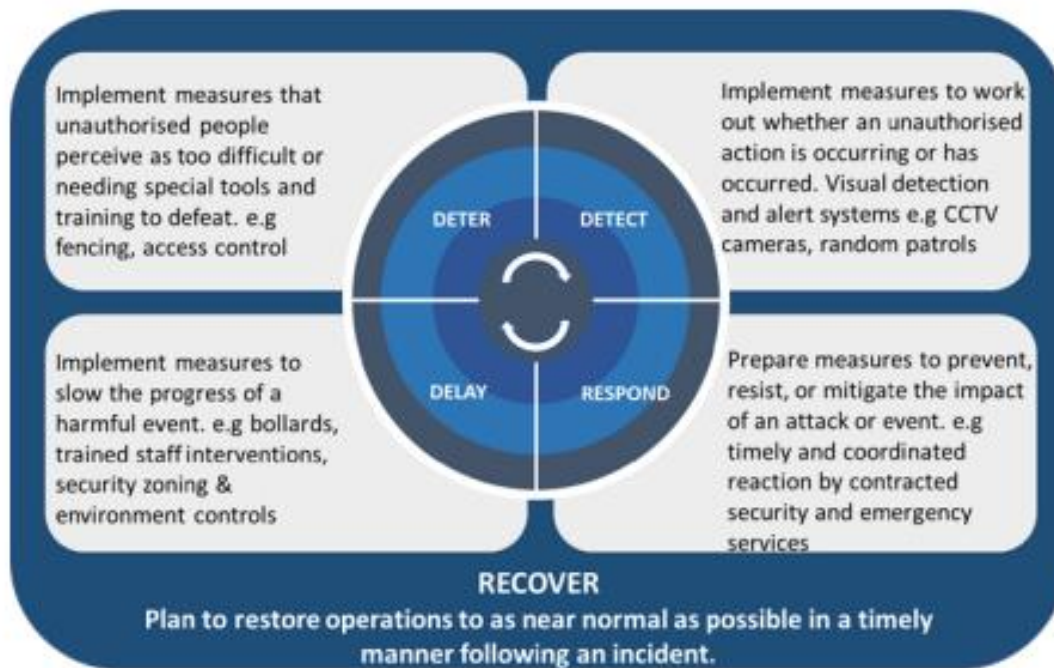 Implement measures that
unauthorised people
perceive as too difficult or
needing special tools and
training to defeat. e.g
fencing, access control
Implement measures to work
out whether an unauthorised
action is occurring or has
occurred. Visual detection
and alert systems e.g CCTV
cameras, random patrols
DETER
DETECT
DELAY
RESPOND
Implement measures to
slow the progress of a
harmful event. e.g bollards,
trained staff interventions,
security zoning &
environment controls
Prepare measures to prevent,
resist, or mitigate the impact
of an attack or event. e.g
timely and coordinated
reaction by contracted
security and emergency
services
RECOVER
Plan to restore operations to as near normal as possible in a timely
manner following an incident.